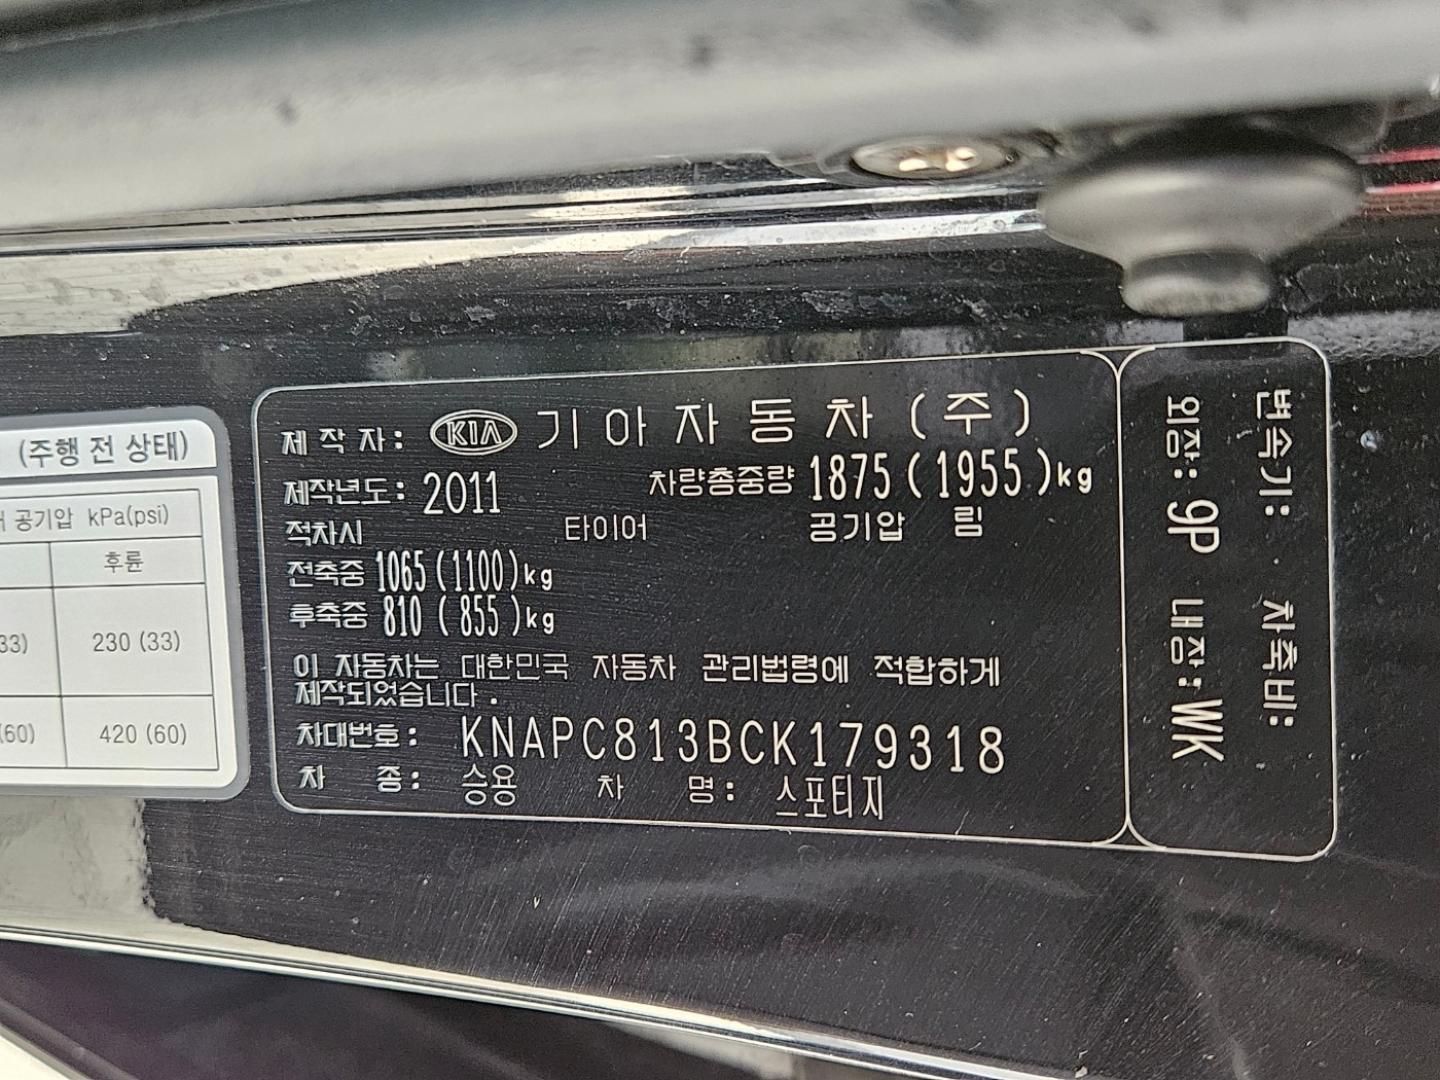 (주행 전 상태)
공기압 kPa(psi)
후륜
33) 230 (33)
(60) 420 (60)
제 작 자: KIA 기 아 자 동 차 (주)
제작년도: 2011 차량총중량 1875 (1955)kg
적차시 타이어 공기압 림
전축중 1065 (1100)kg
후축중 810 (855)kg
이 자동차는 대한민국 자동차 관리법령에 적합하게
제작되었습니다.
차대번호: KNAPC813BCK179318
차 종: 승용 차 명: 스포티지
변속기: 차축비:
외장: 9P 내장: WK